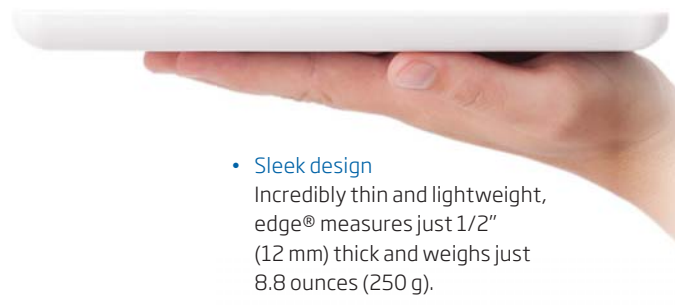 • Sleek design
Incredibly thin and lightweight,
edge® measures just 1/2”
(12 mm) thick and weighs just
8.8 ounces (250 g).